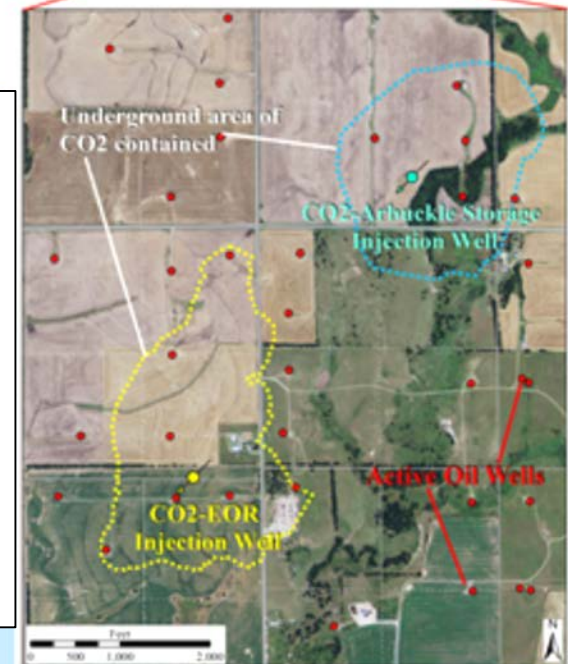 Underground area of
CO2 contained
CO2-Arbuckle Storage
Injection Well
Active Oil Wells
CO2-EOR
Injection Well
N
Feet
0 500 1,000 2,000